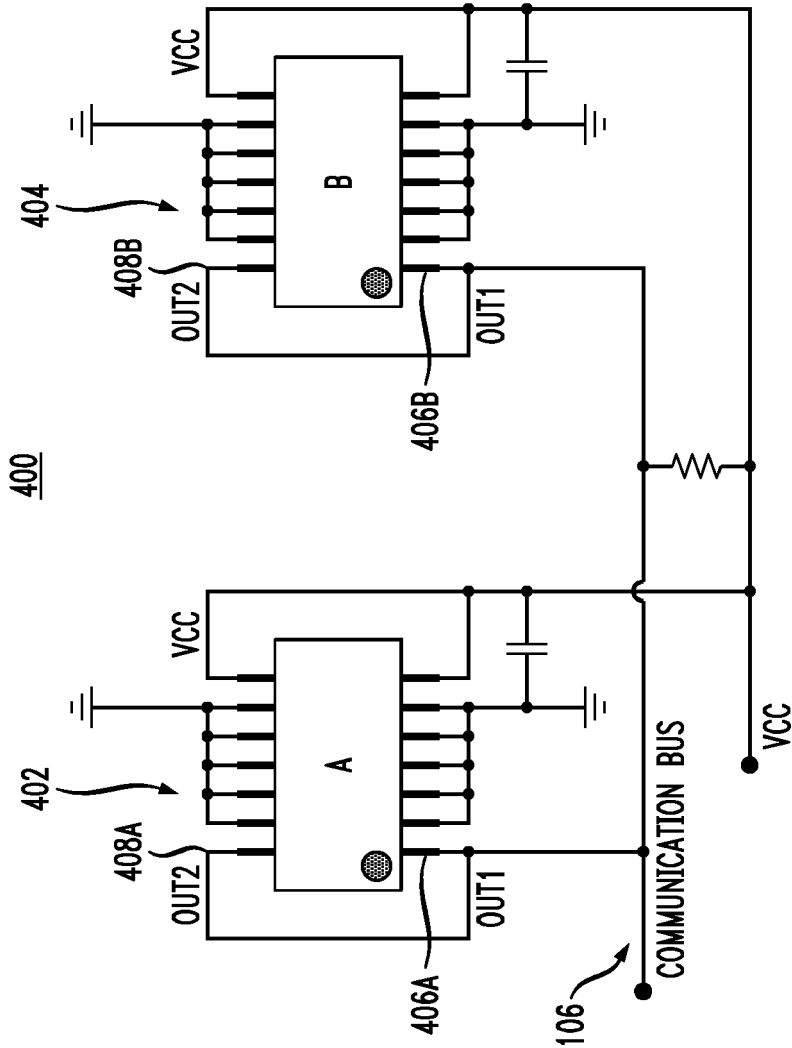 400
402
404
408A
408B
OUT2
VCC
OUT2
VCC
A
B
OUT1
OUT1
406A
406B
106
COMMUNICATION BUS
VCC